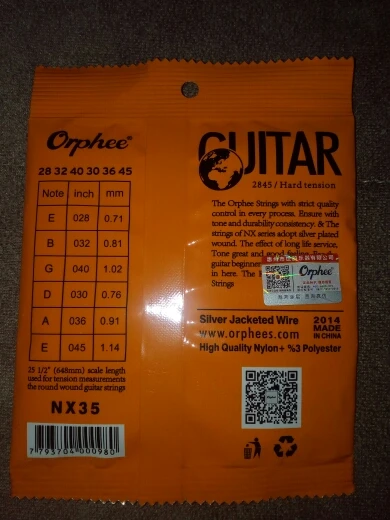 Orphee®
28 32 40 30 36 45
Note inch mm
E 028 0.71
B 032 0.81
G 040 1.02
D 030 0.76
A 036 0.91
E 045 1.14
25 1/2" (648mm) scale length
used for tension measurements
the round wound guitar strings
NX35
7 793704 000980
GUITAR
2845 / Hard tension
The Orphee Strings with strict quality
control in every process. Ensure with
tone and durability consistency. & The
strings of NX series adopt silver plated
wound. The effect of long life service,
Tone great and good feeling.
guitar beginner
in here. The
Strings
Orphee
Silver Jacketed Wire
www.orphees.com
High Quality Nylon+ %3 Polyester
2014
MADE
IN CHINA